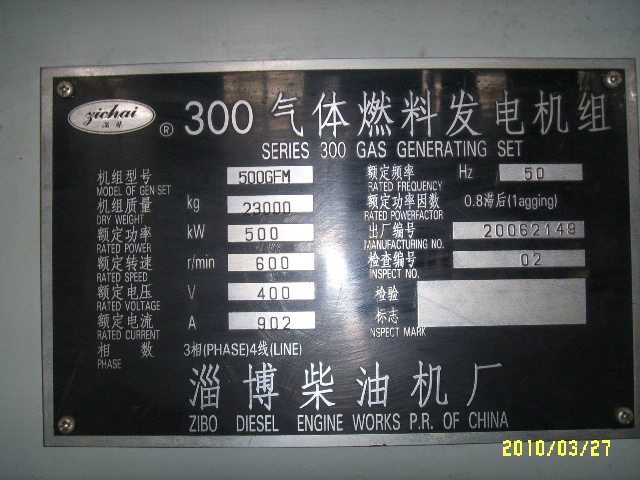 zichai
淄柴
® 300 气体燃料发电机组
SERIES 300 GAS GENERATING SET
机组型号 500GFM
MODEL OF GEN·SET
机组质量 kg 23000
DRY WEIGHT
额定功率 kW 500
RATED POWER
额定转速 r/min 600
RATED SPEED
额定电压 V 400
RATED VOLTAGE
额定电流 A 902
RATED CURRENT
相 数 3相(PHASE)4线(LINE)
PHASE
额定频率 Hz 50
RATED FREQUENCY
额定功率因数 0.8滞后(1agging)
RATED POWERFACTOR
出厂编号 20062149
MANUFACTURING NO.
检查编号 02
INSPECT NO.
检验
标志
INSPECT MARK
淄博柴油机厂
ZIBO DIESEL ENGINE WORKS P.R. OF CHINA
2010/03/27